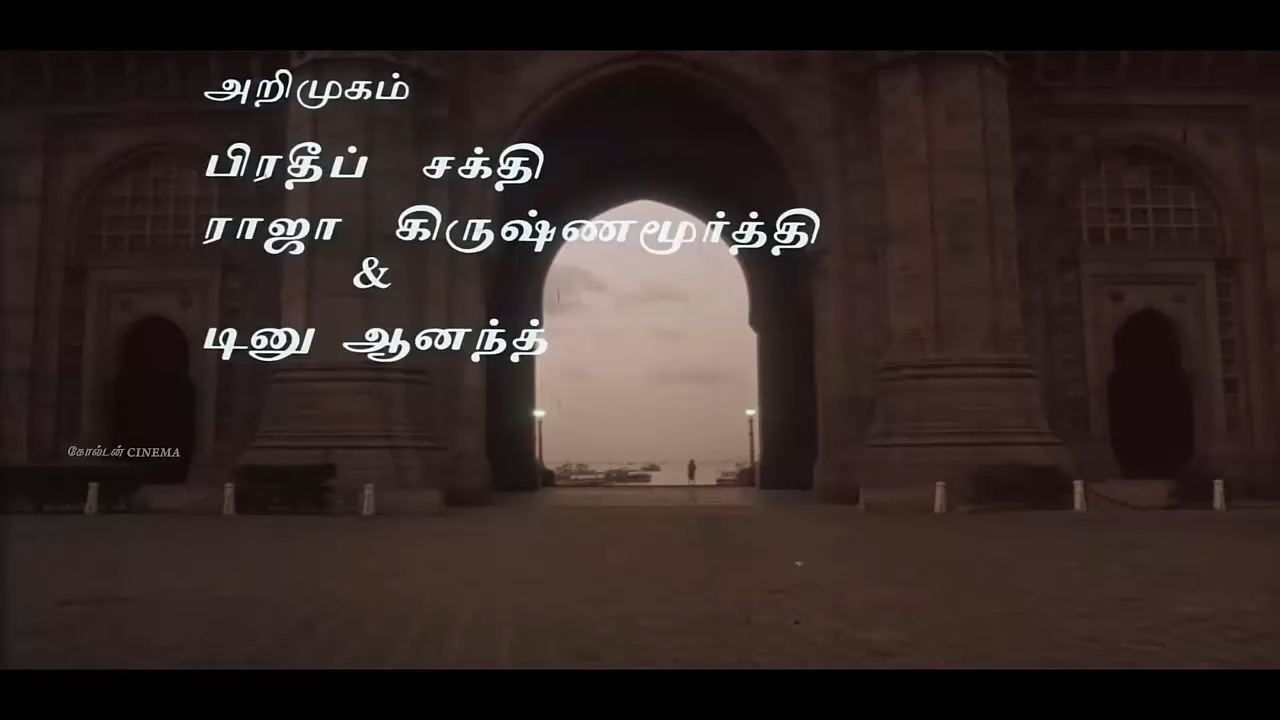 அறிமுகம்
பிரதீப் சக்தி
ராஜா கிருஷ்ணமூர்த்தி
&
டினு ஆனந்த்
கோல்டன் CINEMA